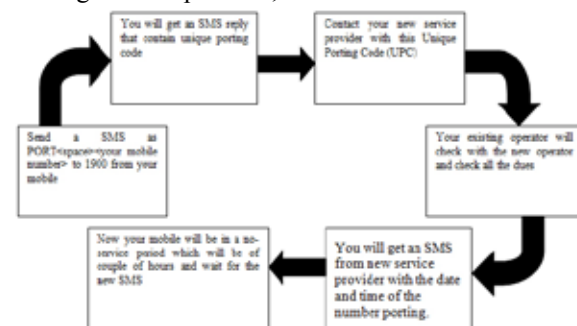 You will get an SMS reply
that contain unique porting
code
Contact your new service
provider with this Unique
Porting Code (UPC)
Send a SMS as
PORT<space><your mobile
number> to 1900 from your
mobile
Your existing operator will
check with the new operator
and check all the dues
Now your mobile will be in a no-
service period which will be of
couple of hours and wait for the
new SMS
You will get an SMS
from new service
provider with the date
and time of the
number porting.